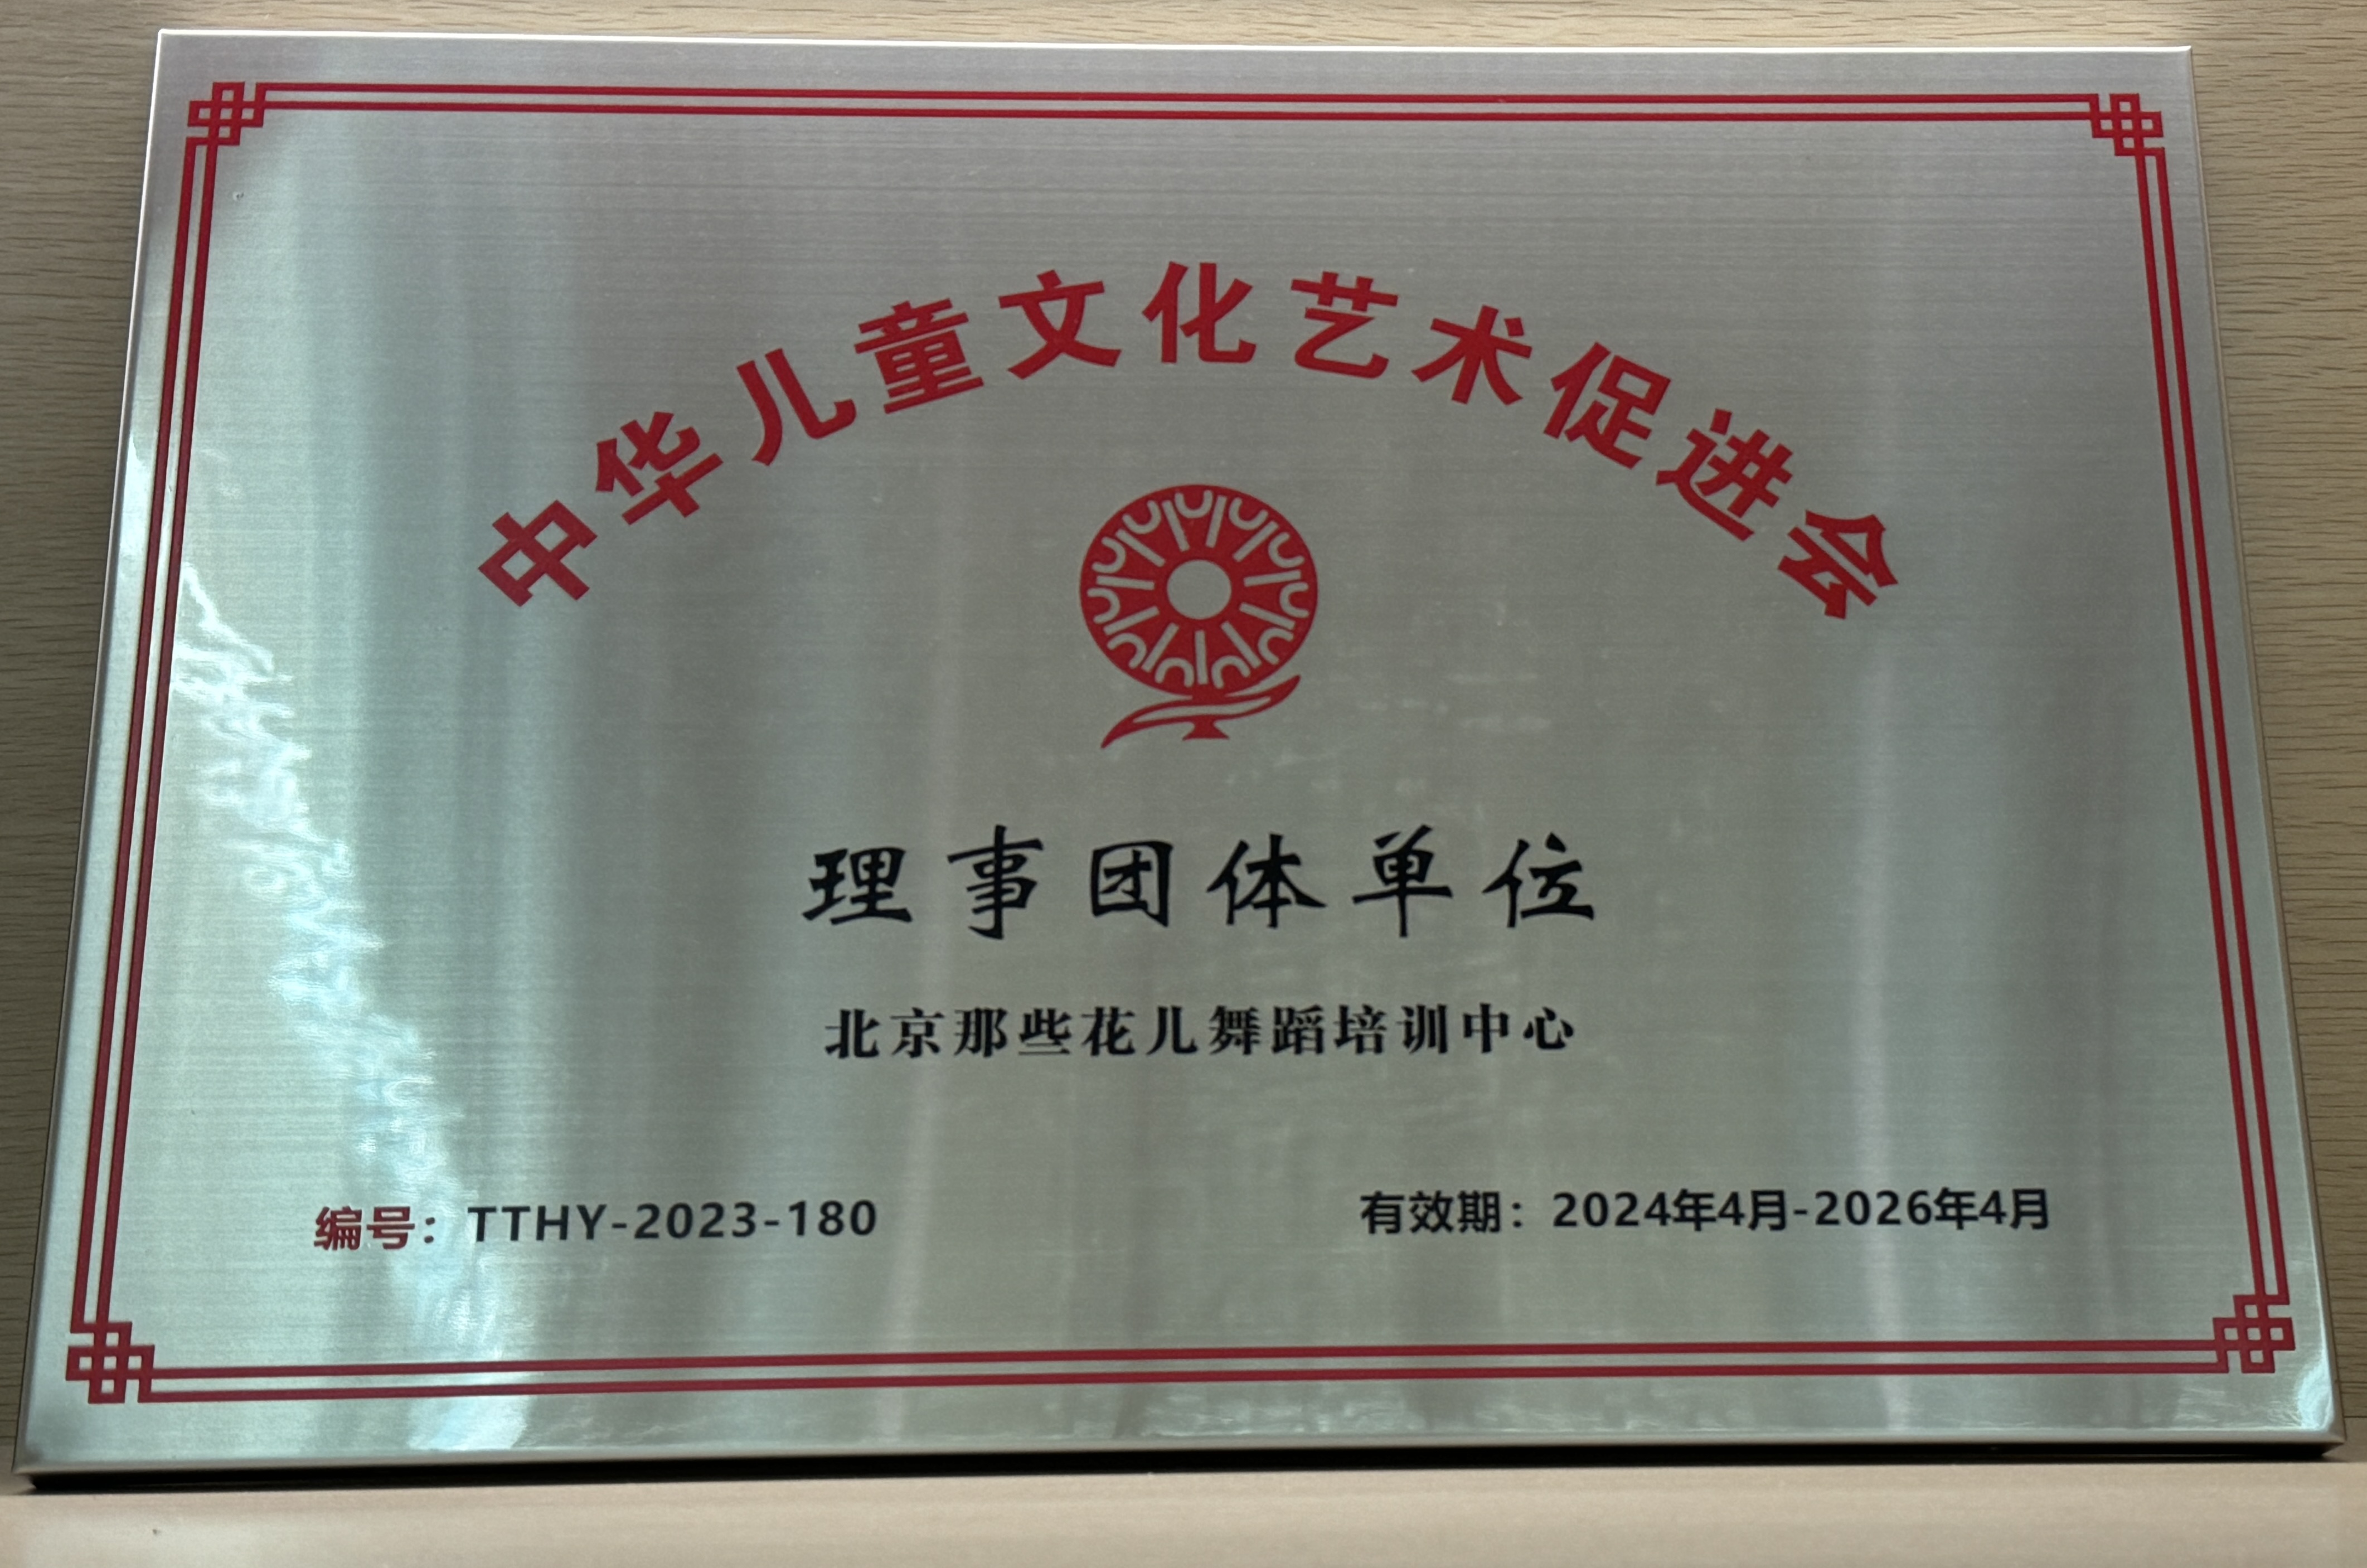 中华儿童文化艺术促进会
理事团体单位
北京那些花儿舞蹈培训中心
编号：TTHY-2023-180
有效期：2024年4月-2026年4月